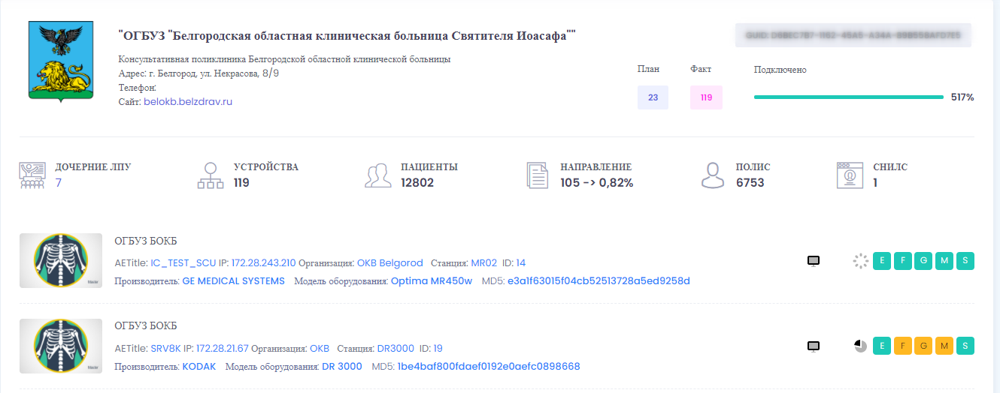 "ОГБУЗ "Белгородская областная клиническая больница Святителя Иоасафа""
Консультативная поликлиника Белгородской областной клинической больницы
Адрес: г. Белгород, ул. Некрасова, 8/9
Телефон:
Сайт: belokb.belzdrav.ru
План Факт Подключено
23 119 517%
ДОЧЕРНИЕ ЛПУ УСТРОЙСТВА ПАЦИЕНТЫ НАПРАВЛЕНИЕ ПОЛИС СНИЛС
7 119 12802 105 -> 0,82% 6753 1
ОГБУЗ БОКБ
AETitle: IC_TEST_SCU IP: 172.28.243.210 Организация: OKB Belgorod Станция: MR02 ID: 14
E F G M S
Производитель: GE MEDICAL SYSTEMS Модель оборудования: Optima MR450w MD5: e3a1f63015f04cb52513728a5ed9258d
ОГБУЗ БОКБ
AETitle: SRV8K IP: 172.28.21.67 Организация: OKB Станция: DR3000 ID: 19
E F G M S
Производитель: KODAK Модель оборудования: DR 3000 MD5: 1be4baf800fdaef0192e0aefc0898668